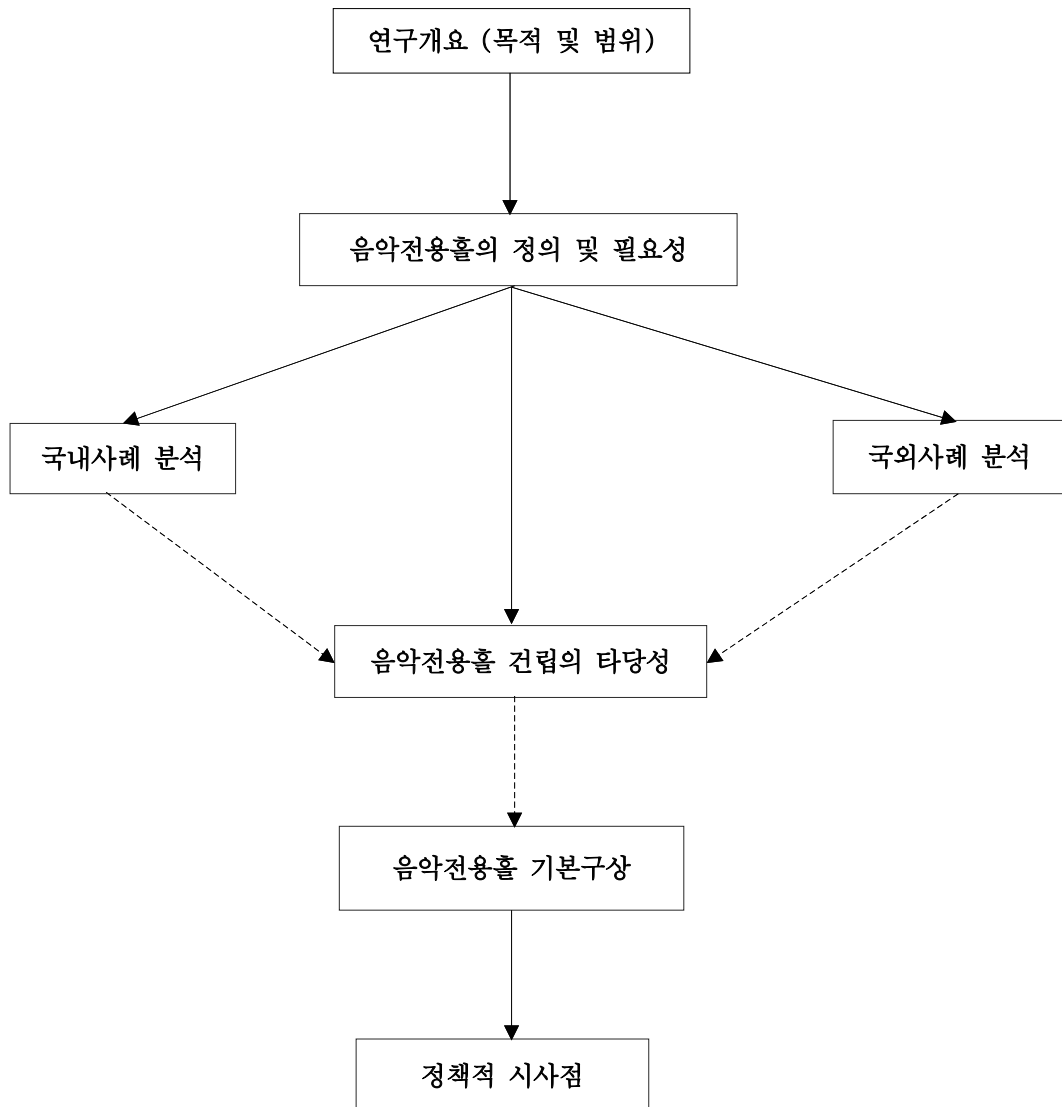 연구개요 (목적 및 범위)
음악전용홀의 정의 및 필요성
국내사례 분석
국외사례 분석
음악전용홀 건립의 타당성
음악전용홀 기본구상
정책적 시사점